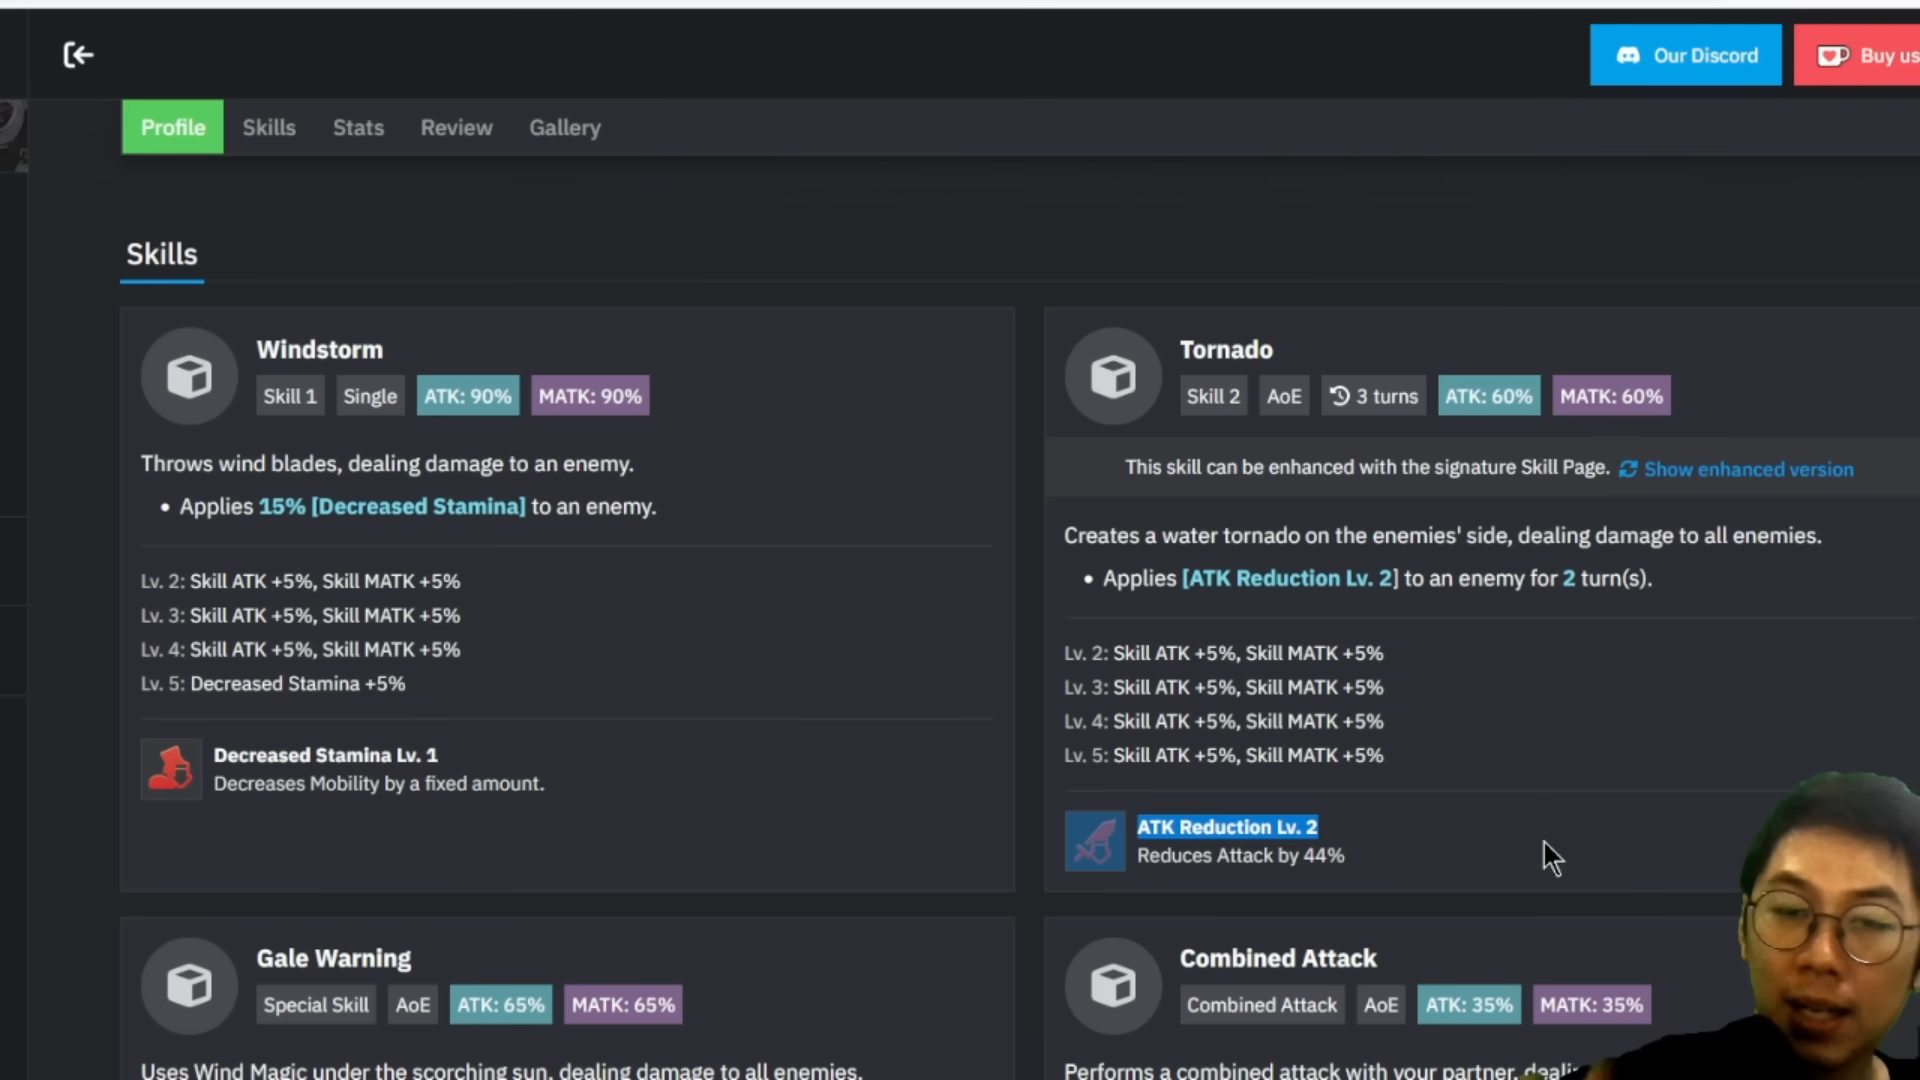 Our Discord
Buy us
Profile
Skills
Stats
Review
Gallery
Skills
Windstorm
Skill 1
Single
ATK: 90%
MATK: 90%
Throws wind blades, dealing damage to an enemy.
• Applies 15% [Decreased Stamina] to an enemy.
Lv. 2: Skill ATK +5%, Skill MATK +5%
Lv. 3: Skill ATK +5%, Skill MATK +5%
Lv. 4: Skill ATK +5%, Skill MATK +5%
Lv. 5: Decreased Stamina +5%
Decreased Stamina Lv. 1
Decreases Mobility by a fixed amount.
Tornado
Skill 2
AoE
3 turns
ATK: 60%
MATK: 60%
This skill can be enhanced with the signature Skill Page. Show enhanced version
Creates a water tornado on the enemies' side, dealing damage to all enemies.
• Applies [ATK Reduction Lv. 2] to an enemy for 2 turn(s).
Lv. 2: Skill ATK +5%, Skill MATK +5%
Lv. 3: Skill ATK +5%, Skill MATK +5%
Lv. 4: Skill ATK +5%, Skill MATK +5%
Lv. 5: Skill ATK +5%, Skill MATK +5%
ATK Reduction Lv. 2
Reduces Attack by 44%
Gale Warning
Special Skill
AoE
ATK: 65%
MATK: 65%
Uses Wind Magic under the scorching sun, dealing damage to all enemies.
Combined Attack
Combined Attack
AoE
ATK: 35%
MATK: 35%
Performs a combined attack with your partner,